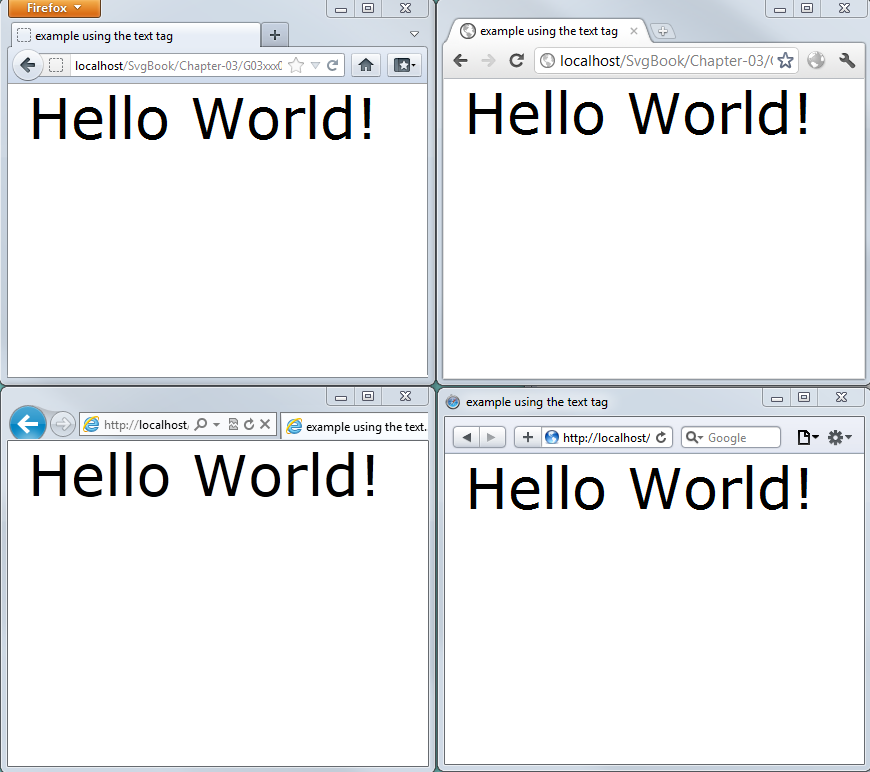 Firefox
example using the text tag
localhost/SvgBook/Chapter-03/G03xxx
Hello World!
example using the text tag
localhost/SvgBook/Chapter-03/
Hello World!
http://localhost/
example using the text.
Hello World!
example using the text tag
http://localhost/
Google
Hello World!